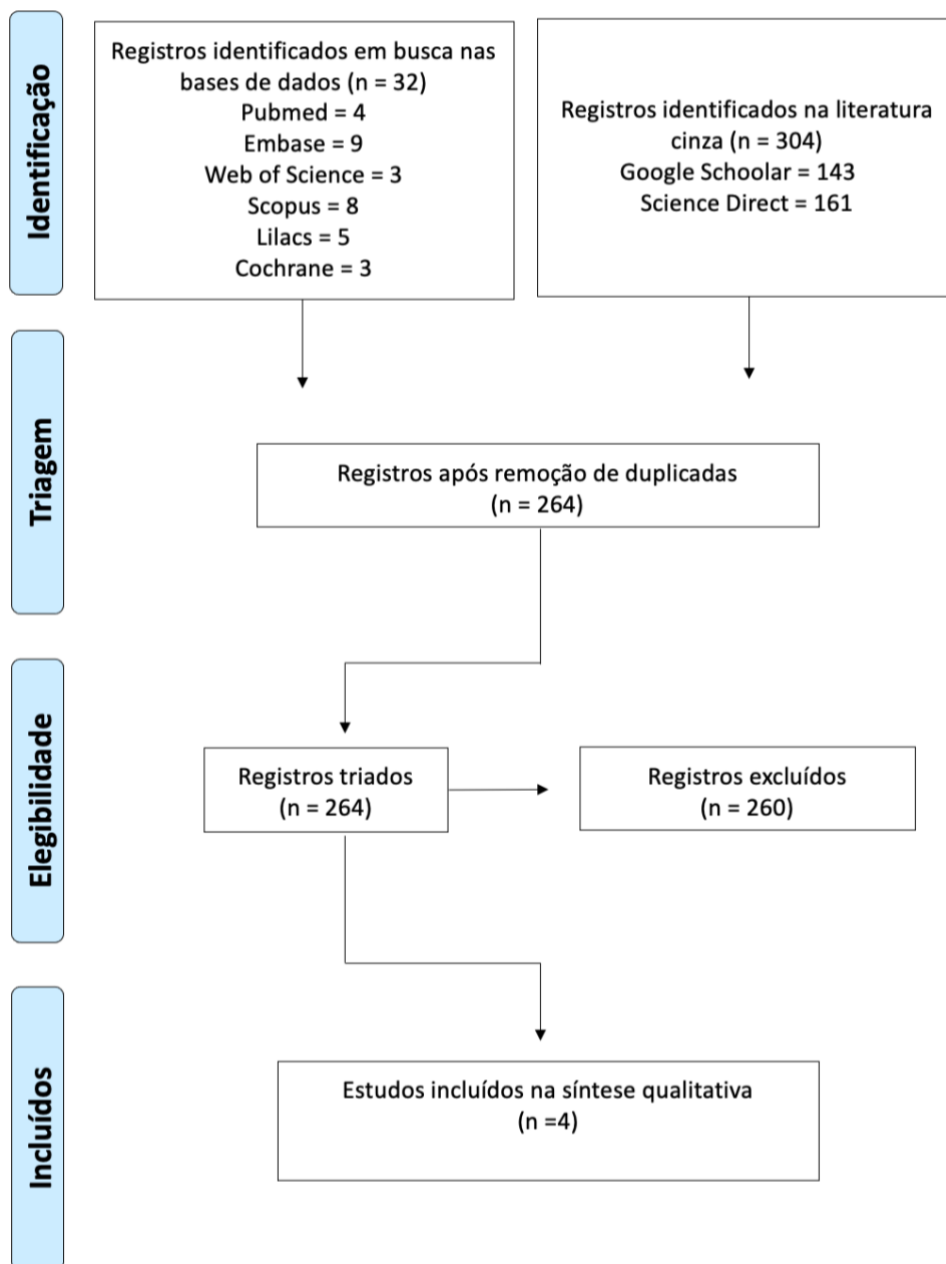 Identificação
Registros identificados em busca nas
bases de dados (n = 32)
Pubmed = 4
Embase = 9
Web of Science = 3
Scopus = 8
Lilacs = 5
Cochrane = 3
Registros identificados na literatura
cinza (n = 304)
Google Schoolar = 143
Science Direct = 161
Triagem
Registros após remoção de duplicadas
(n = 264)
Elegibilidade
Registros triados
(n = 264)
Registros excluídos
(n = 260)
Incluídos
Estudos incluídos na síntese qualitativa
(n =4)